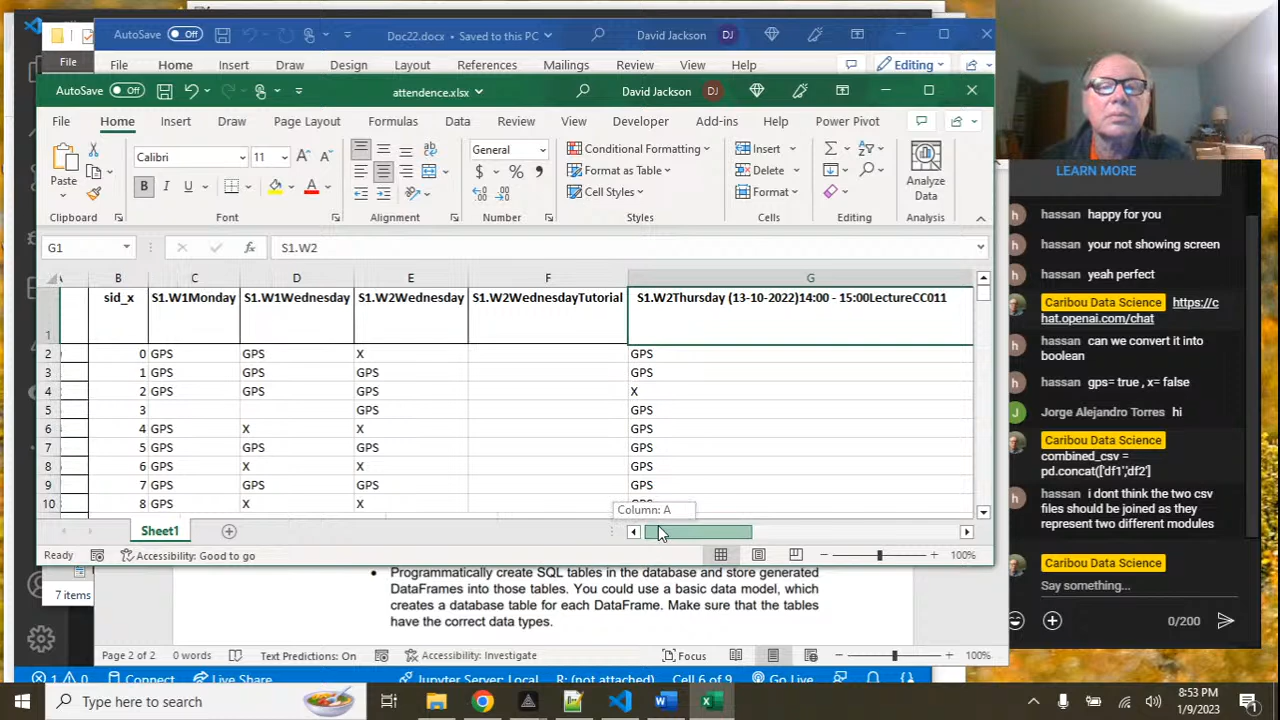 AutoSave Off Doc22.docx • Saved to this PC David Jackson DJ
File Home Insert Draw Design Layout References Mailings Review View Help Editing
File
AutoSave Off attendence.xlsx David Jackson DJ
File Home Insert Draw Page Layout Formulas Data Review View Developer Add-ins Help Power Pivot
Paste
Calibri 11
B I U
General
$ % ,
Conditional Formatting
Format as Table
Cell Styles
Insert
Delete
Format
Analyze
Data
Clipboard Font Alignment Number Styles Cells Editing Analysis
G1 fx S1.W2
A B C D E F G
1 sid_x S1.W1Monday S1.W1Wednesday S1.W2Wednesday S1.W2WednesdayTutorial S1.W2Thursday (13-10-2022)14:00 - 15:00LectureCC011
2 0 GPS GPS X GPS
3 1 GPS GPS GPS GPS
4 2 GPS GPS X
5 3 GPS GPS
6 4 GPS X X GPS
7 5 GPS GPS GPS GPS
8 6 GPS X X GPS
9 7 GPS GPS GPS GPS
10 8 GPS X X GPS
Column: A
Sheet1
Ready Accessibility: Good to go 100%
7 items
• Programmatically create SQL tables in the database and store generated
DataFrames into those tables. You could use a basic data model, which
creates a database table for each DataFrame. Make sure that the tables
have the correct data types.
Page 2 of 2 0 words Text Predictions: On Accessibility: Investigate Focus 100%
1 0 Connect Live Share Jupyter Server: Local R: (not attached) Cell 6 of 9 Go Live
Type here to search
8:53 PM
1/9/2023
1
LEARN MORE
h hassan happy for you
h hassan your not showing screen
h hassan yeah perfect
Caribou Data Science https://c
hat.openai.com/chat
h hassan can we convert it into
boolean
h hassan gps= true , x= false
J Jorge Alejandro Torres hi
Caribou Data Science
combined_csv =
pd.concat(['df1','df2']
h hassan i dont think the two csv
files should be joined as they
represent two different modules
Caribou Data Science
Say something...
0/200